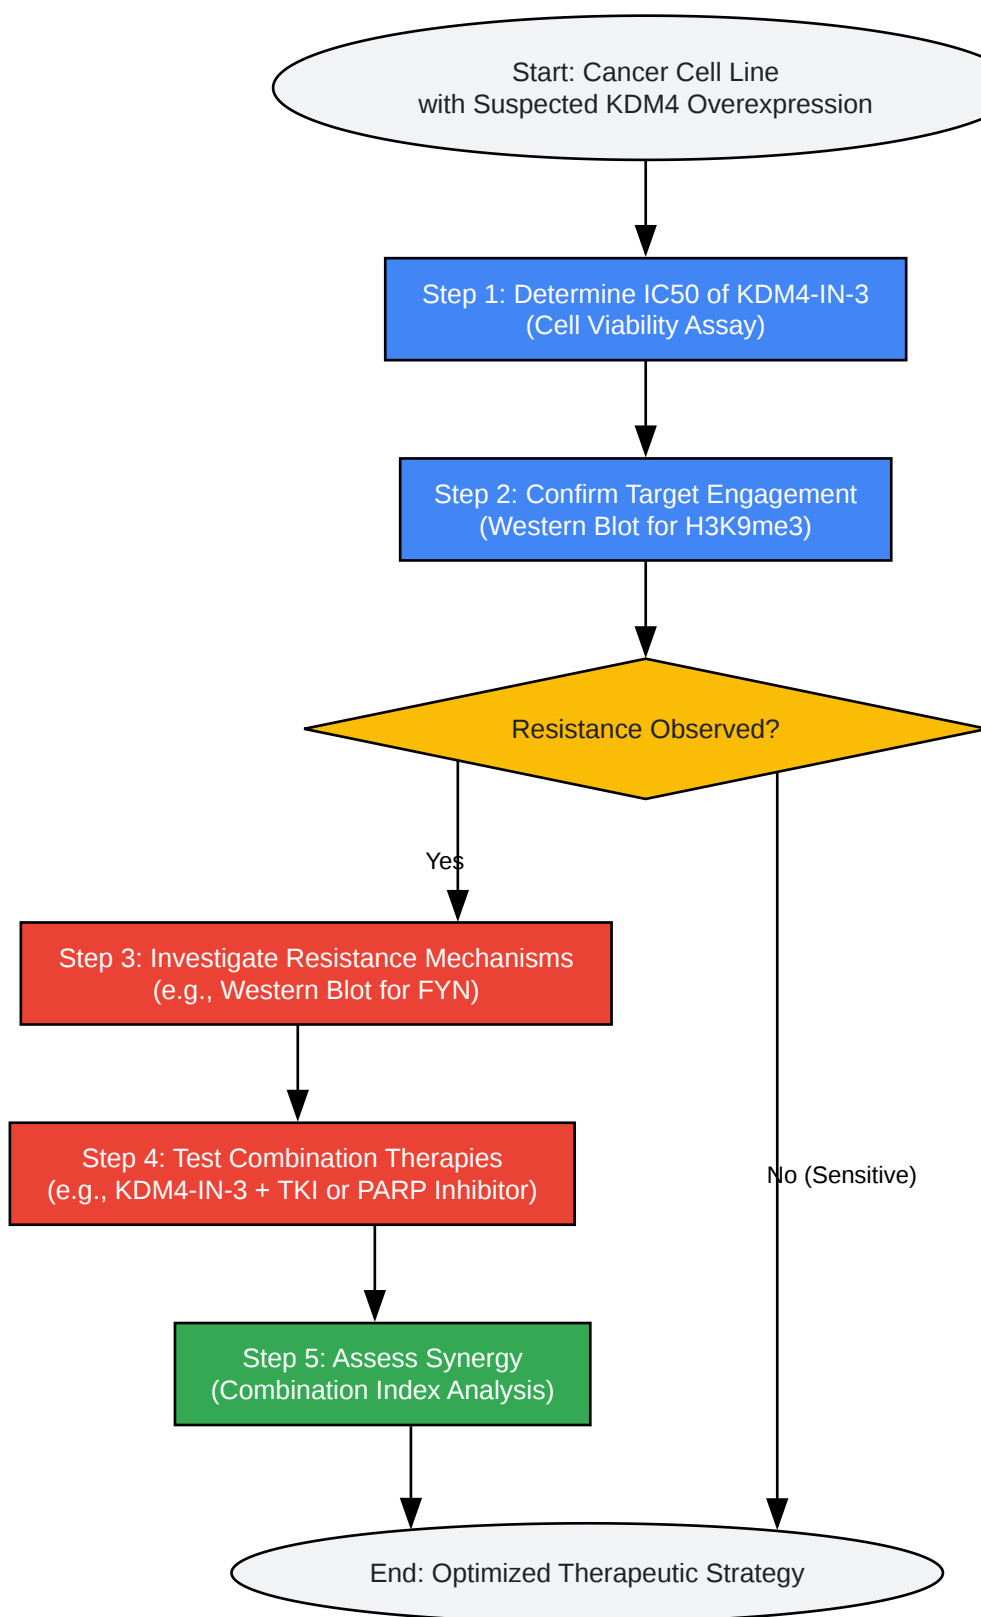 Start: Cancer Cell Line
with Suspected KDM4 Overexpression
Step 1: Determine IC50 of KDM4-IN-3
(Cell Viability Assay)
Step 2: Confirm Target Engagement
(Western Blot for H3K9me3)
Resistance Observed?
Yes
Step 3: Investigate Resistance Mechanisms
(e.g., Western Blot for FYN)
Step 4: Test Combination Therapies
(e.g., KDM4-IN-3 + TKI or PARP Inhibitor)
No (Sensitive)
Step 5: Assess Synergy
(Combination Index Analysis)
End: Optimized Therapeutic Strategy